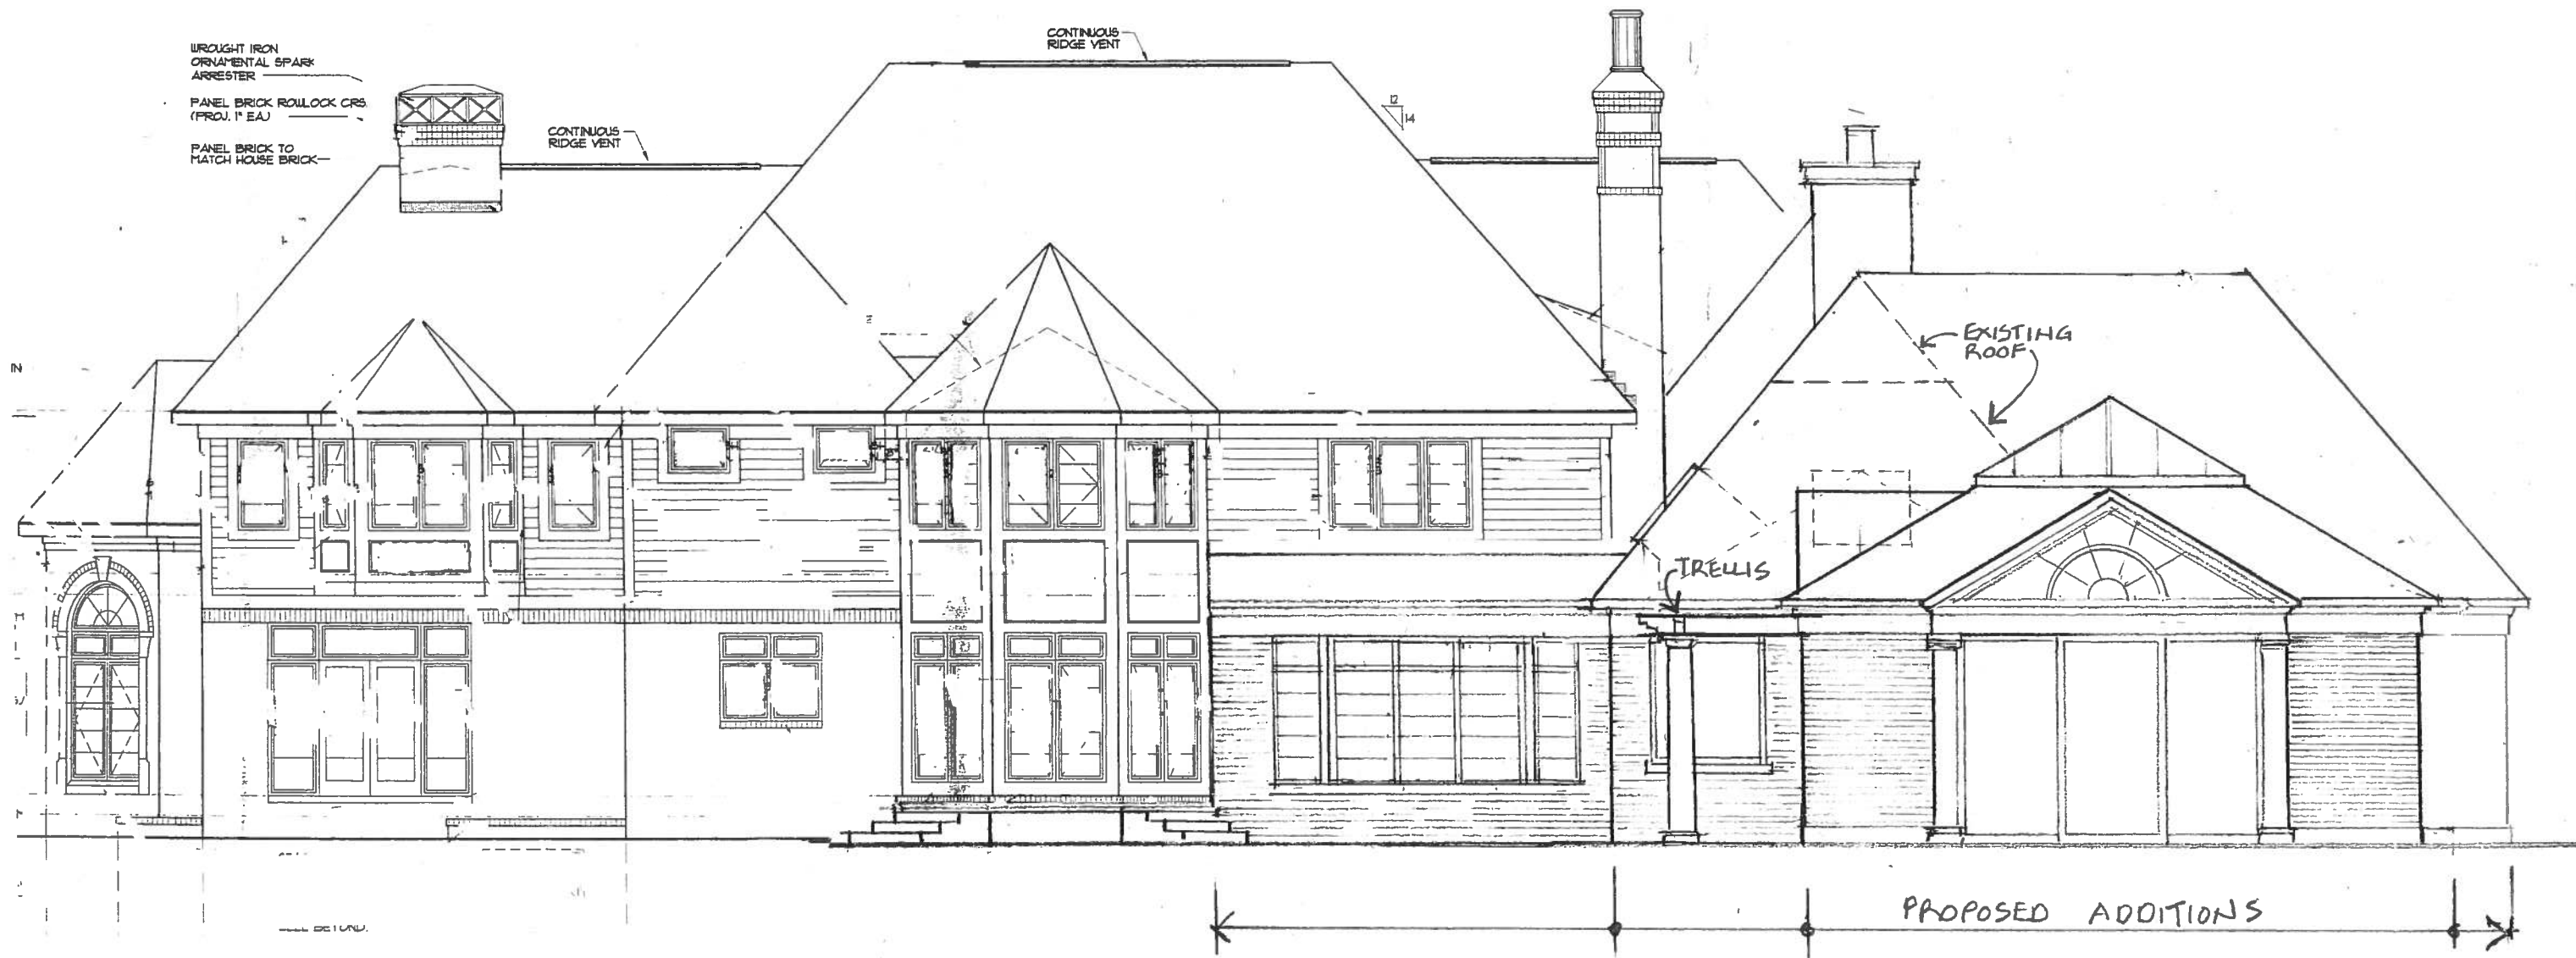 WROUGHT IRON
ORNAMENTAL SPARK
ARRESTER
PANEL BRICK ROWLOCK CRS.
(PROJ. 1" EA.)
PANEL BRICK TO
MATCH HOUSE BRICK
CONTINUOUS
RIDGE VENT
CONTINUOUS
RIDGE VENT
12
14
EXISTING
ROOF
TRELLIS
PROPOSED ADDITIONS